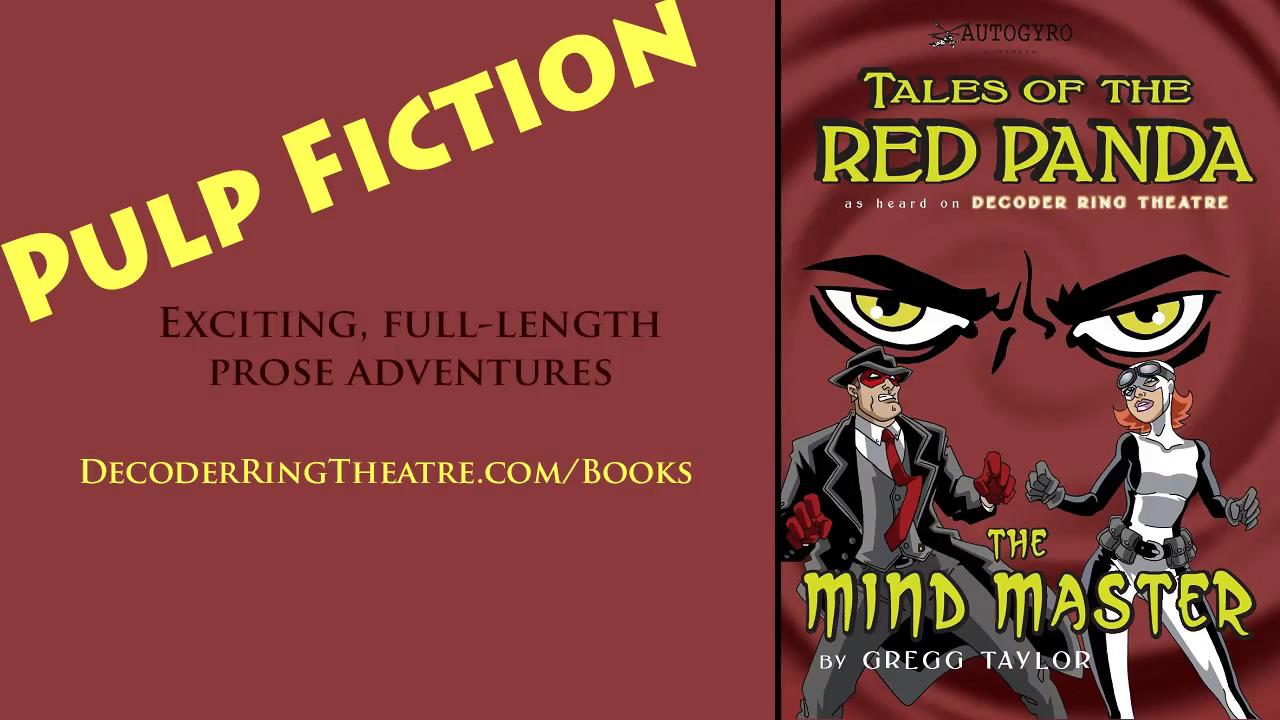 PULP FICTION
EXCITING, FULL-LENGTH
PROSE ADVENTURES
DECODERRINGTHEATRE.COM/BOOKS
AUTOGYRO
TALES OF THE
RED PANDA
as heard on DECODER RING THEATRE
THE
MIND MASTER
BY GREGG TAYLOR